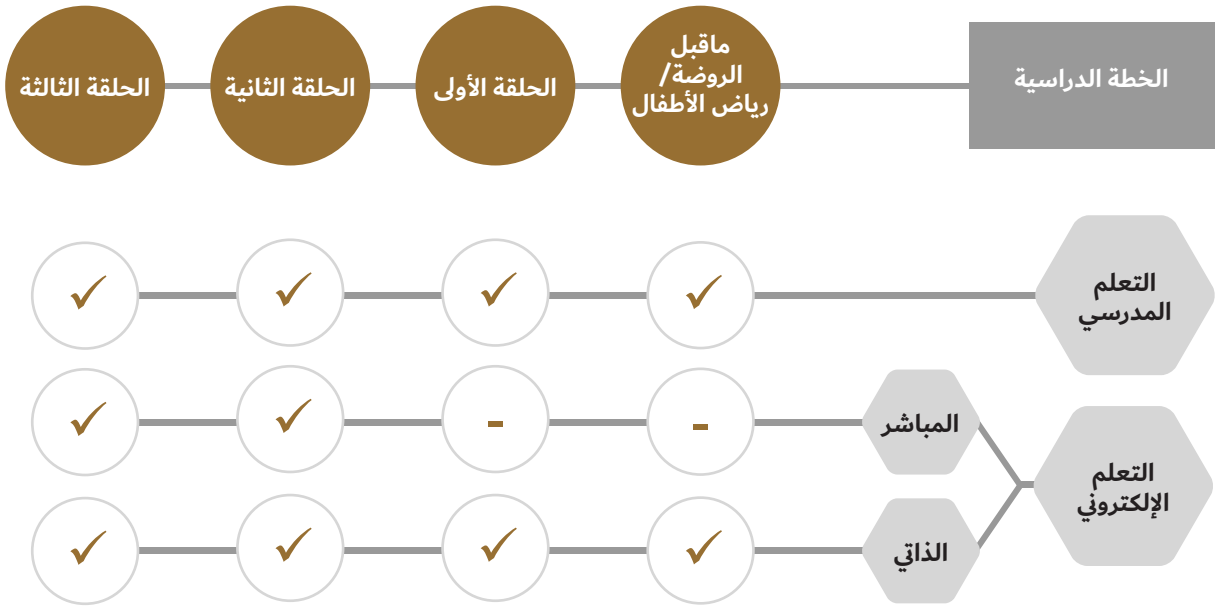 الخطة الدراسية
ماقبل
الروضة/
رياض الأطفال
الحلقة الأولى
الحلقة الثانية
الحلقة الثالثة
التعلم
المدرسي
✓
✓
✓
✓
التعلم
الإلكتروني
المباشر
-
-
✓
✓
الذاتي
✓
✓
✓
✓